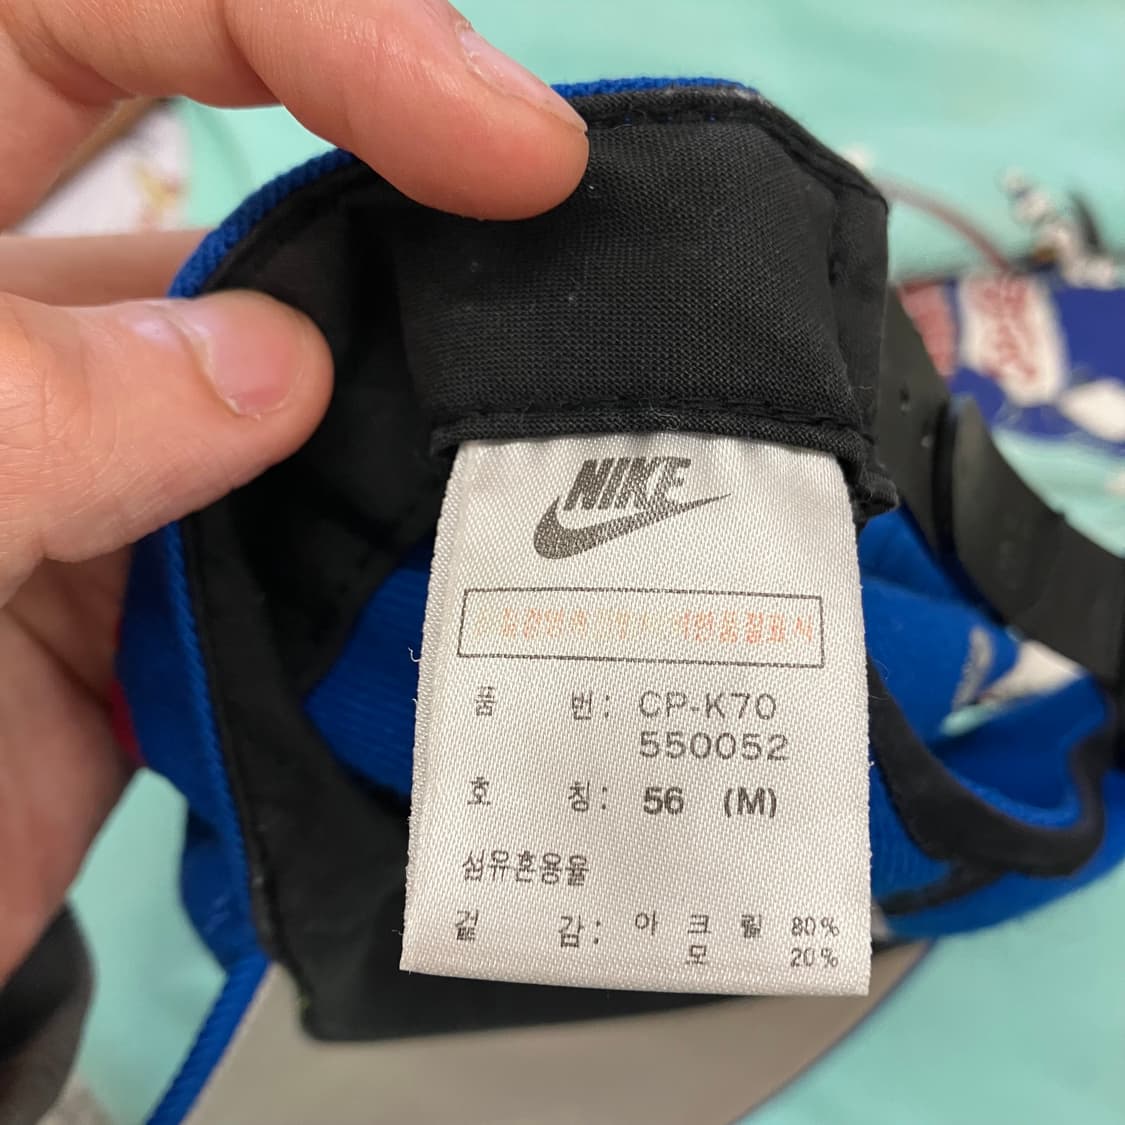 NIKE
품 번: CP-K70
550052
호 칭: 56 (M)
섬유혼용율
겉 감: 아 크 릴 80%
모 20%